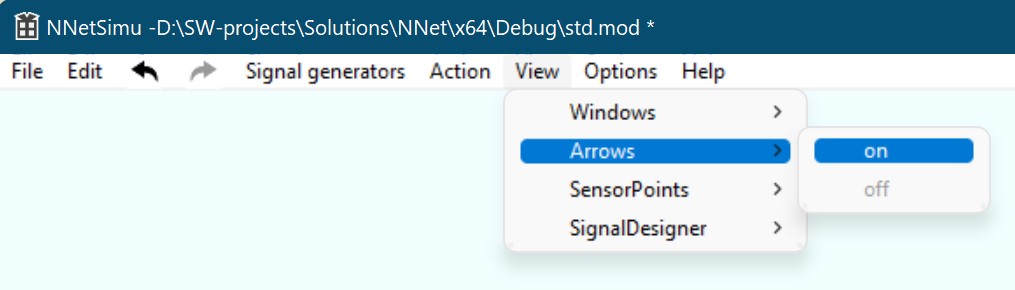 NNetSimu -D:\SW-projects\Solutions\NNet\x64\Debug\std.mod *
File Edit Signal generators Action View Options Help
Windows
Arrows on
SensorPoints off
SignalDesigner